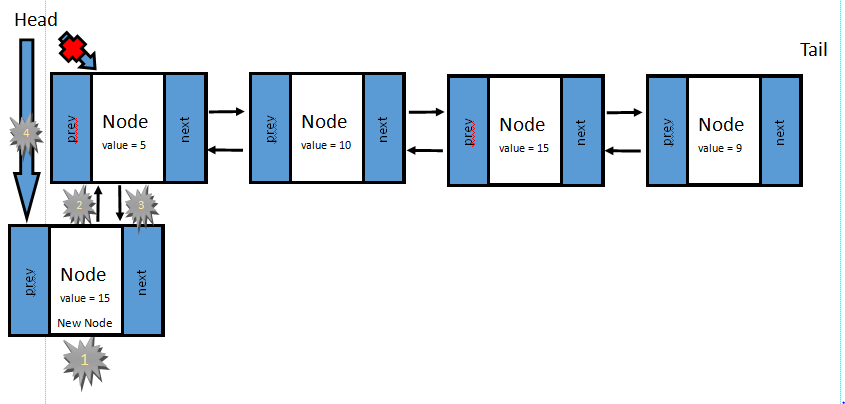 Head
Tail
4
prev
Node
value = 5
next
prev
Node
value = 10
next
prev
Node
value = 15
next
prev
Node
value = 9
next
2
3
prev
Node
value = 15
New Node
next
1